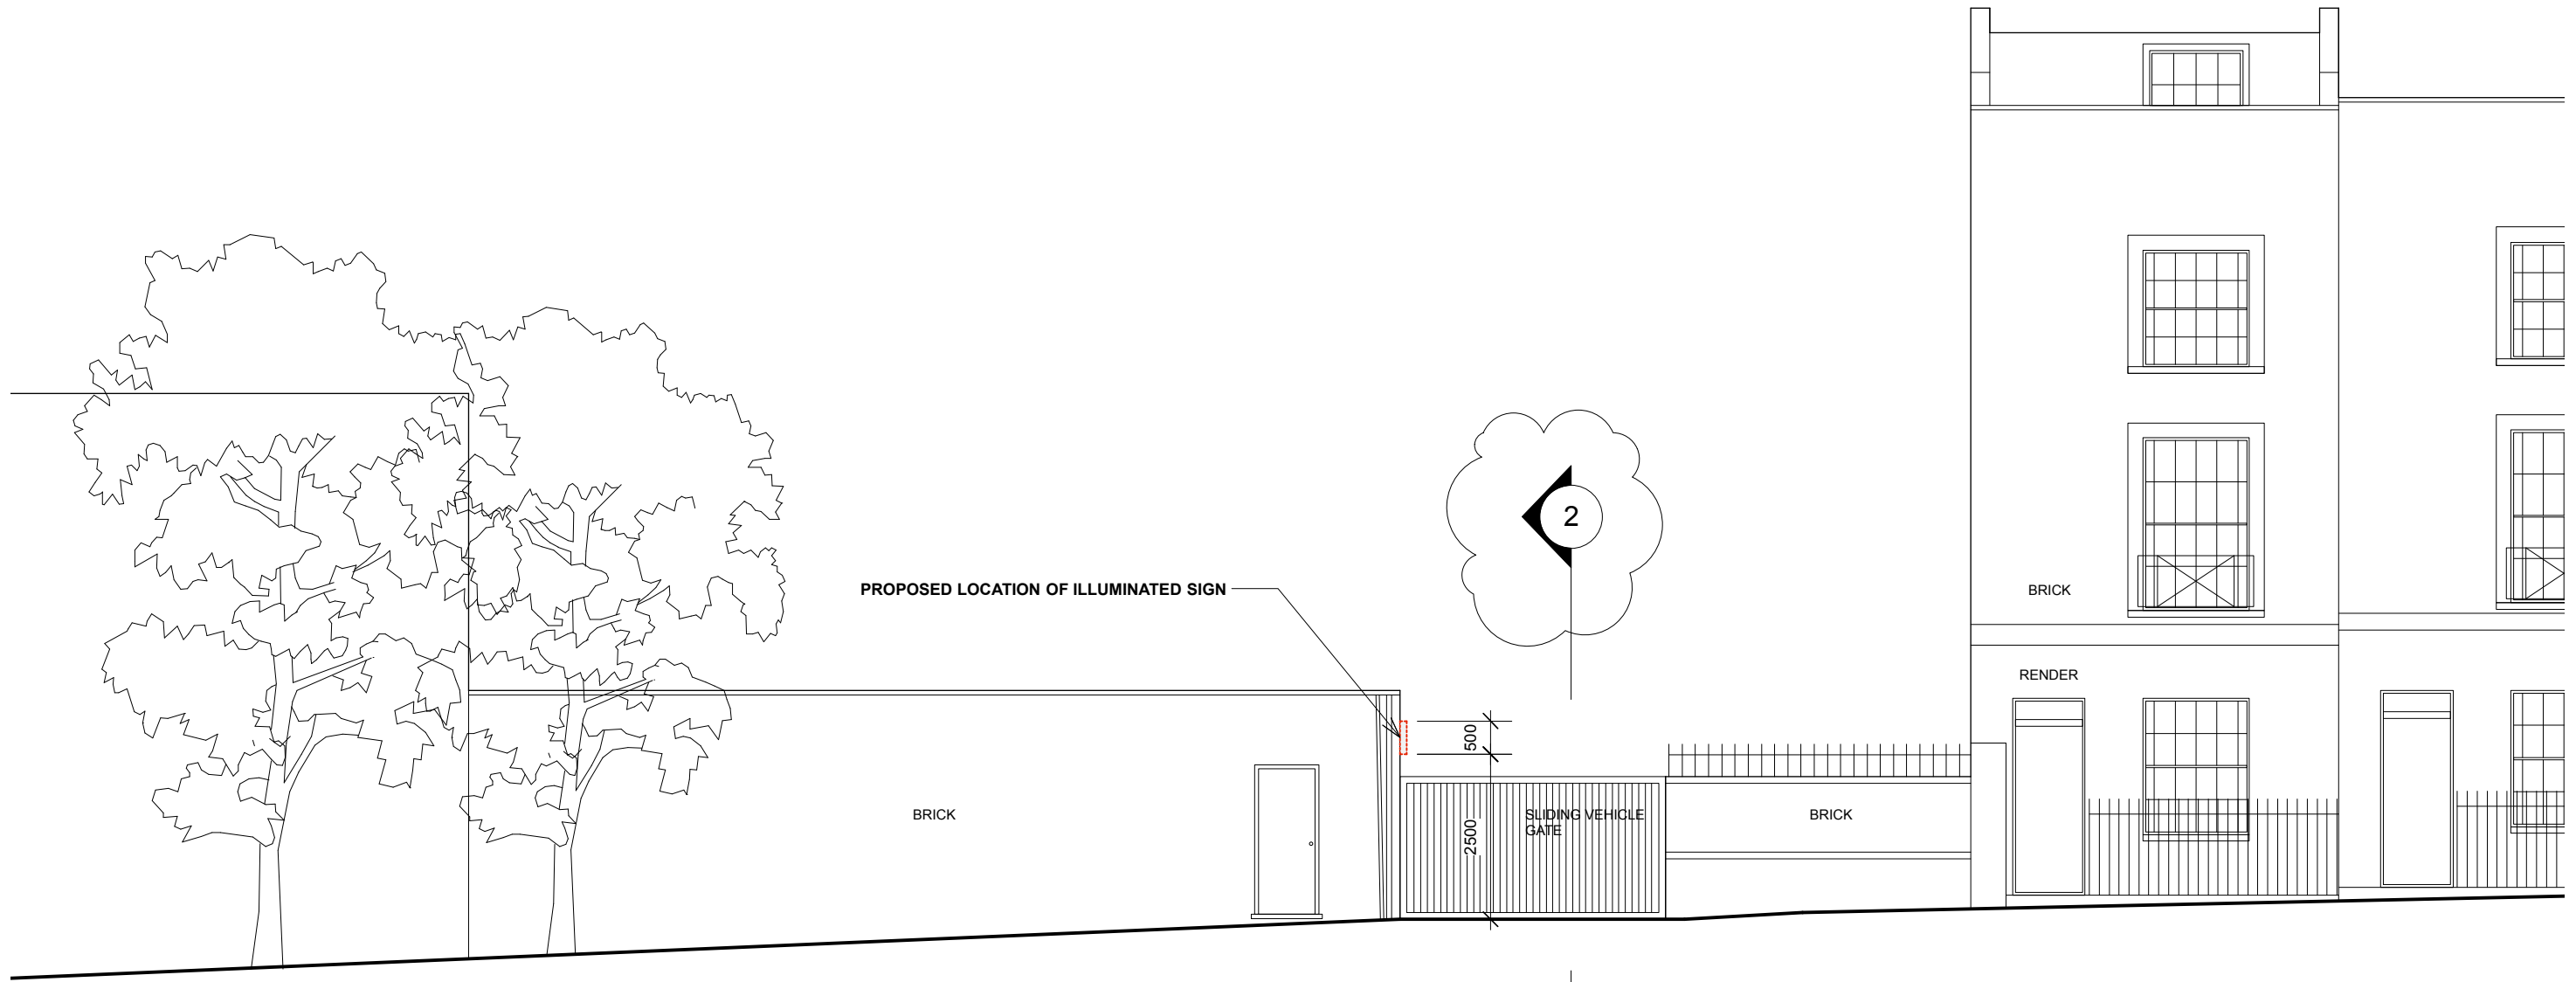 2
PROPOSED LOCATION OF ILLUMINATED SIGN
BRICK
RENDER
500
BRICK
2500
SLIDING VEHICLE
GATE
BRICK